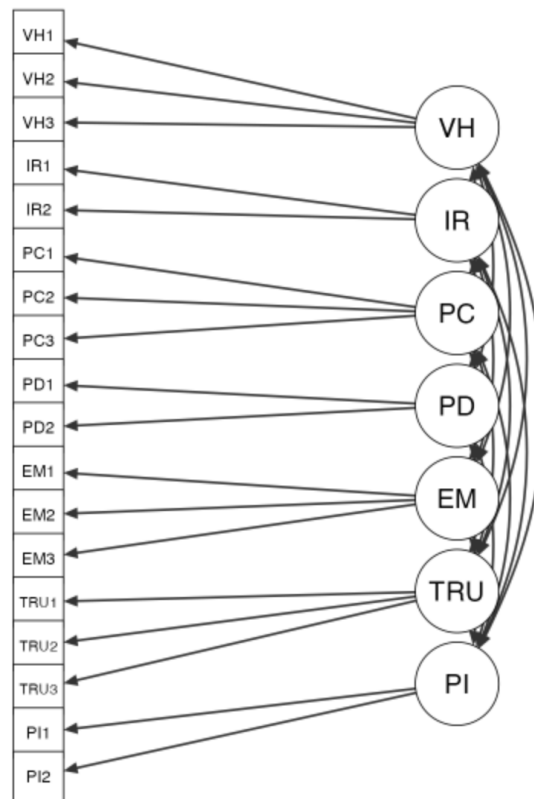 VH1
VH2
VH3
IR1
IR2
PC1
PC2
PC3
PD1
PD2
EM1
EM2
EM3
TRU1
TRU2
TRU3
PI1
PI2
VH
IR
PC
PD
EM
TRU
PI